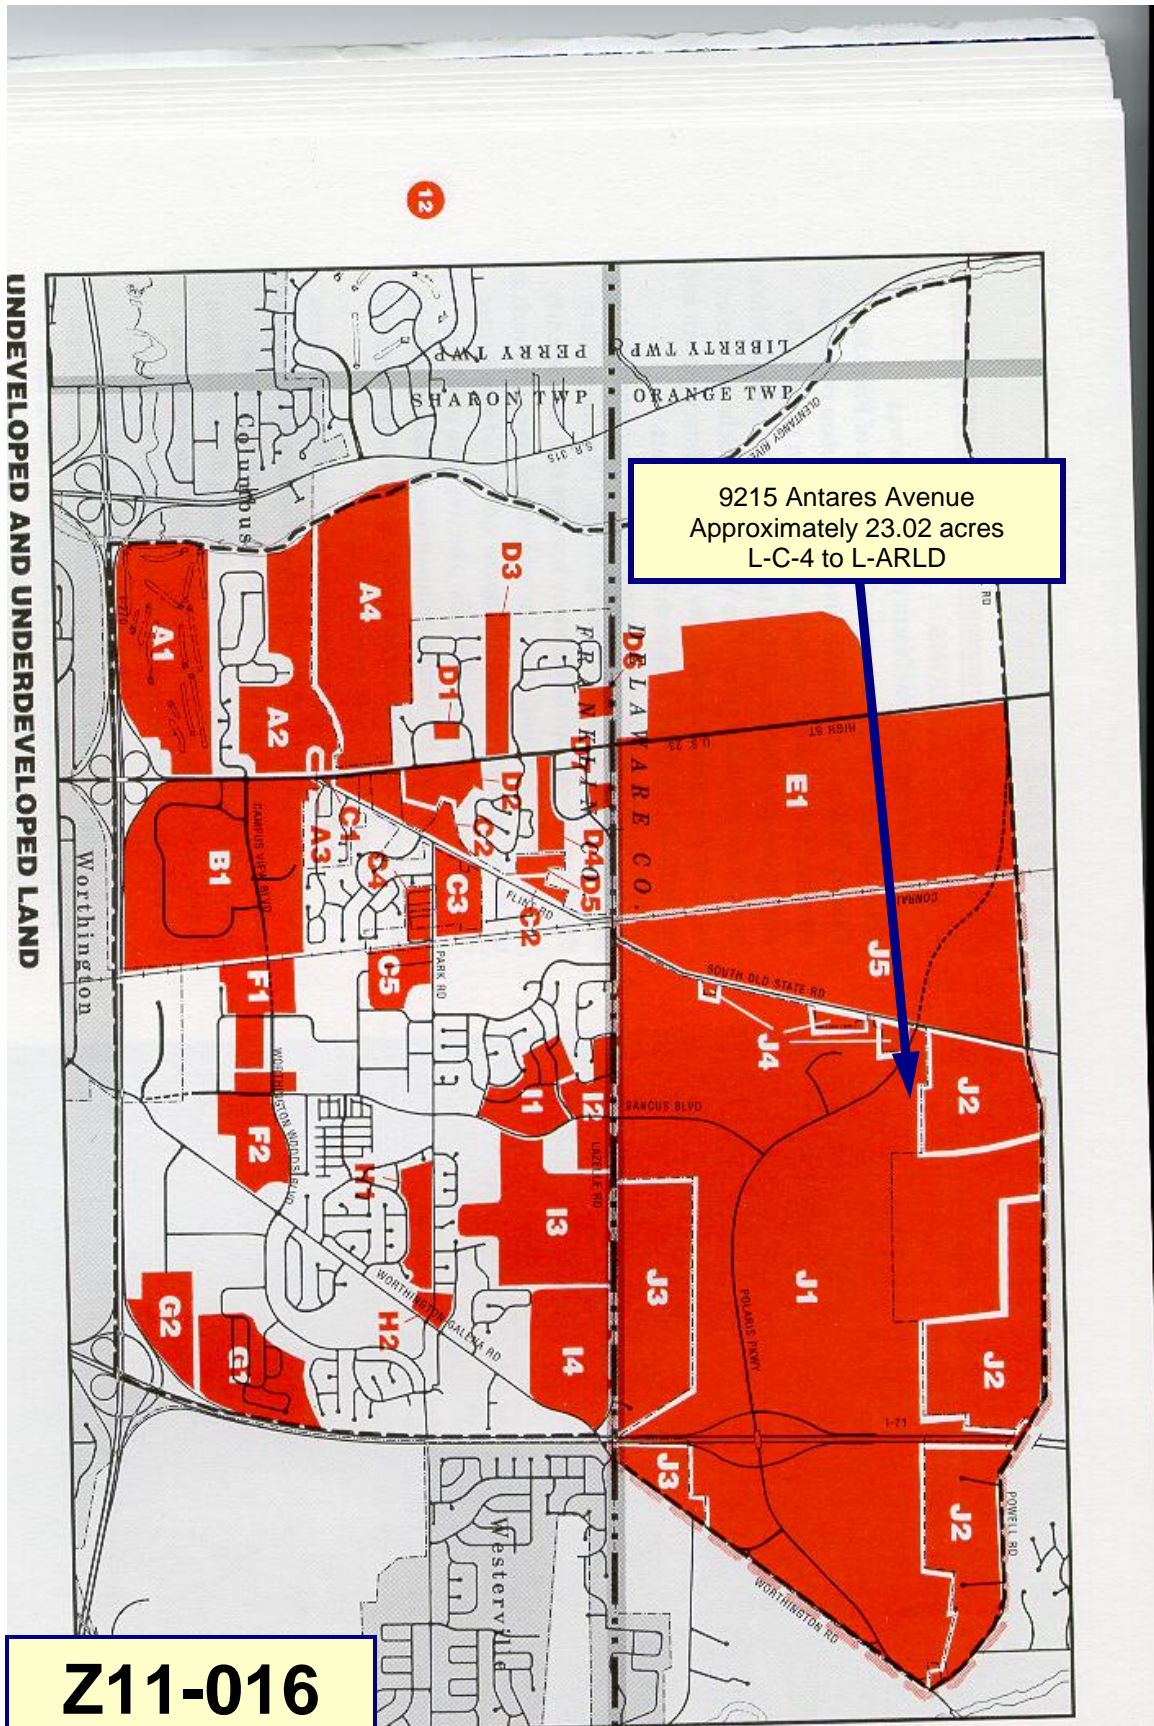 12
UNDEVELOPED AND UNDERDEVELOPED LAND
PERRY TWP
LIBERTY TWP
SHARON TWP
ORANGE TWP
Columbus
S.R. 315
9215 Antares Avenue
Approximately 23.02 acres
L-C-4 to L-ARLD
RD
A1
A2
A4
D3
D1
D6
DELAWARE CO.
FRANKLIN CO.
HIGH ST
U.S. 23
E1
I-270
D2
D4
D5
C1
C2
A3
C4
C3
C2
B1
CAMPUS VIEW BLVD
FLINT RD
Worthington
PARK RD
C5
F1
F2
WORTHINGTON WOODS BLVD
J5
SOUTH OLD STATE RD
J4
J2
I1
I2
SANCUS BLVD
LAZELLE RD
H1
I3
J3
J1
POLARIS PKWY
WORTHINGTON GALENA RD
H2
G2
G1
I4
J2
I-71
J3
J2
POWELL RD
Westerville
WORTHINGTON RD
Z11-016